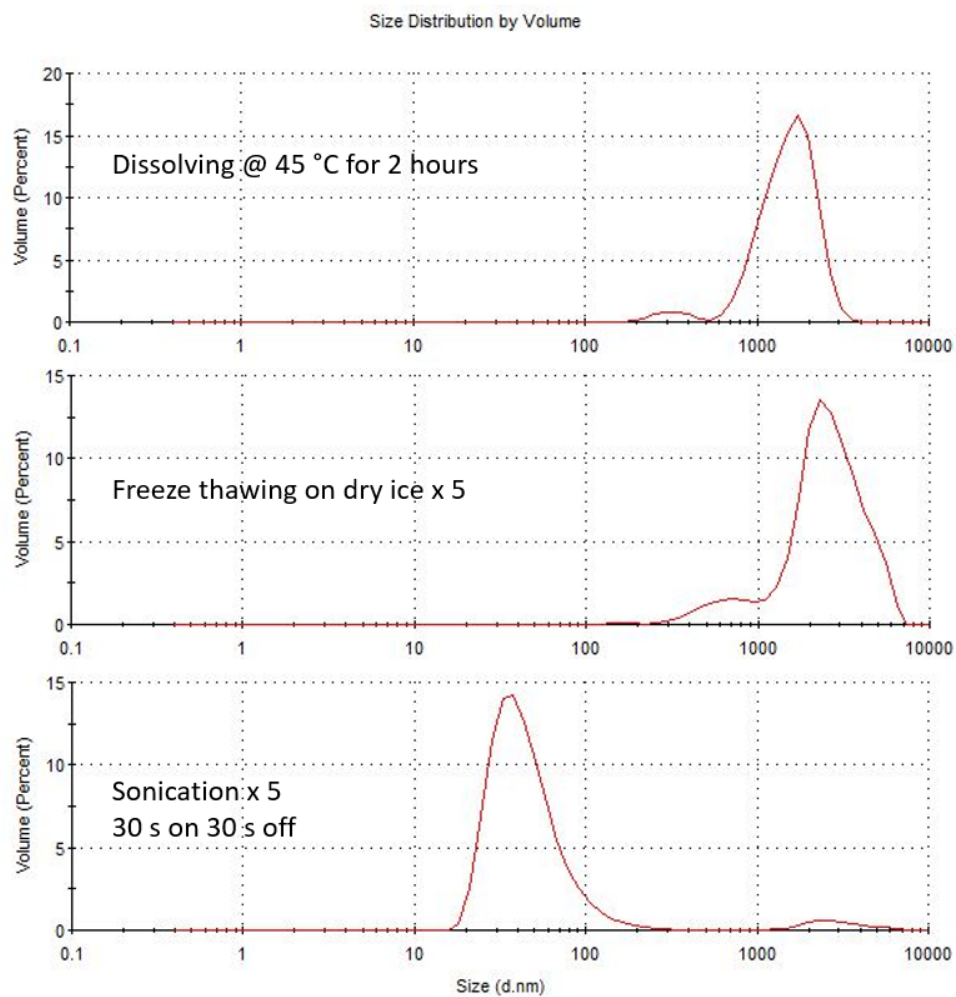 Size Distribution by Volume
20
15
10
5
0
Volume (Percent)
Dissolving @ 45 °C for 2 hours
0.1 1 10 100 1000 10000
15
10
5
0
Volume (Percent)
Freeze thawing on dry ice x 5
0.1 1 10 100 1000 10000
15
10
5
0
Volume (Percent)
Sonication x 5
30 s on 30 s off
0.1 1 10 100 1000 10000
Size (d.nm)